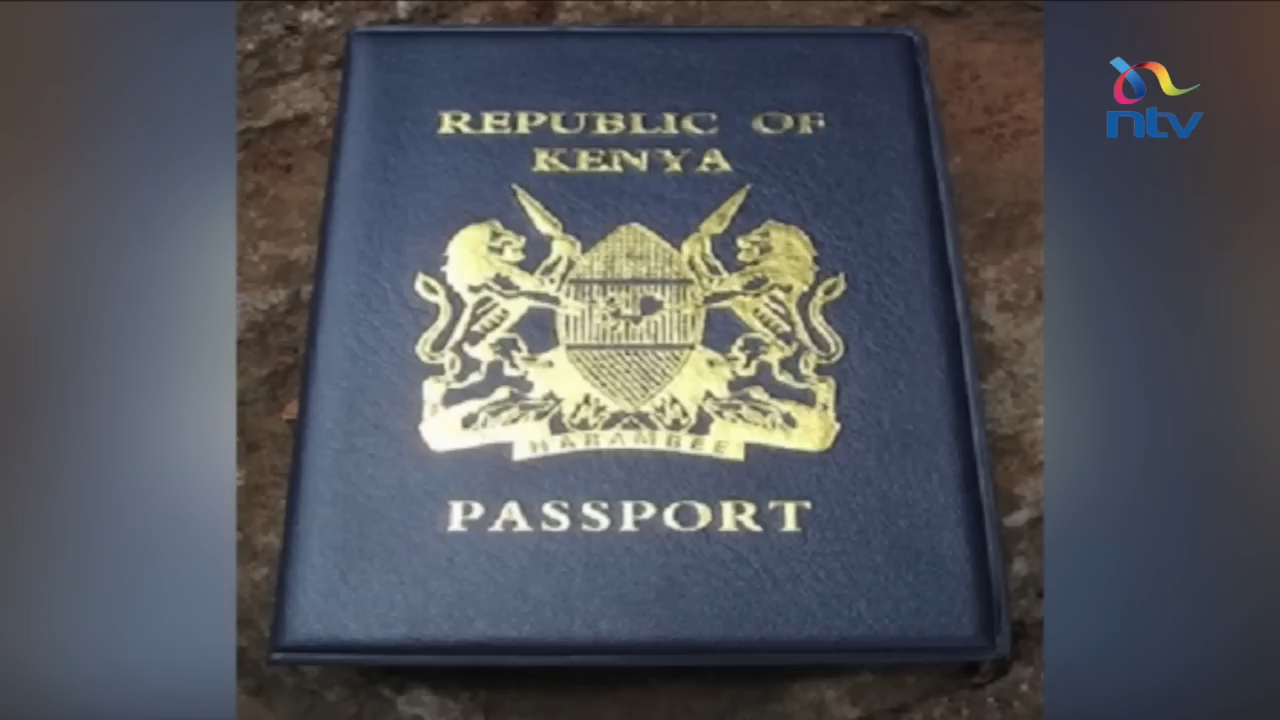 REPUBLIC OF
KENYA
HARAMBEE
PASSPORT
ntv